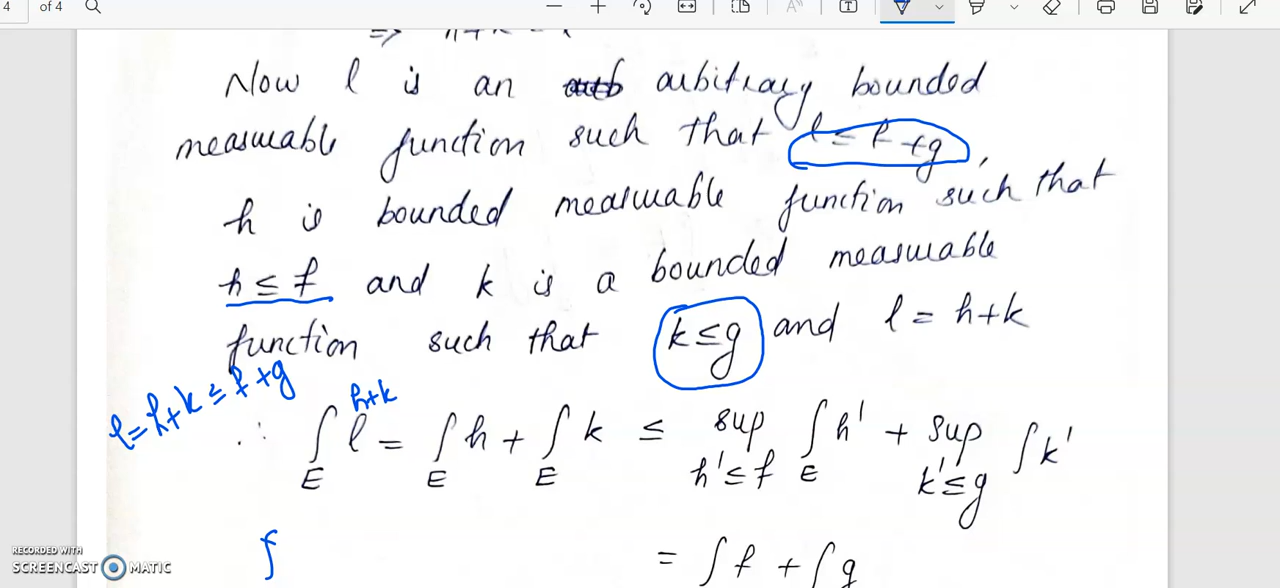 4 of 4
Now l is an arbitrary bounded
measurable function such that l ≤ f + g,
h is bounded measurable function such that
h ≤ f and k is a bounded measurable
function such that k ≤ g and l = h+k
l = h+k ≤ f+g
h+k
∴ ∫_E l = ∫_E h + ∫_E k ≤ sup_{h'≤f} ∫_E h' + sup_{k'≤g} ∫ k'
∫
= ∫ f + ∫ g
RECORDED WITH
SCREENCAST MATIC